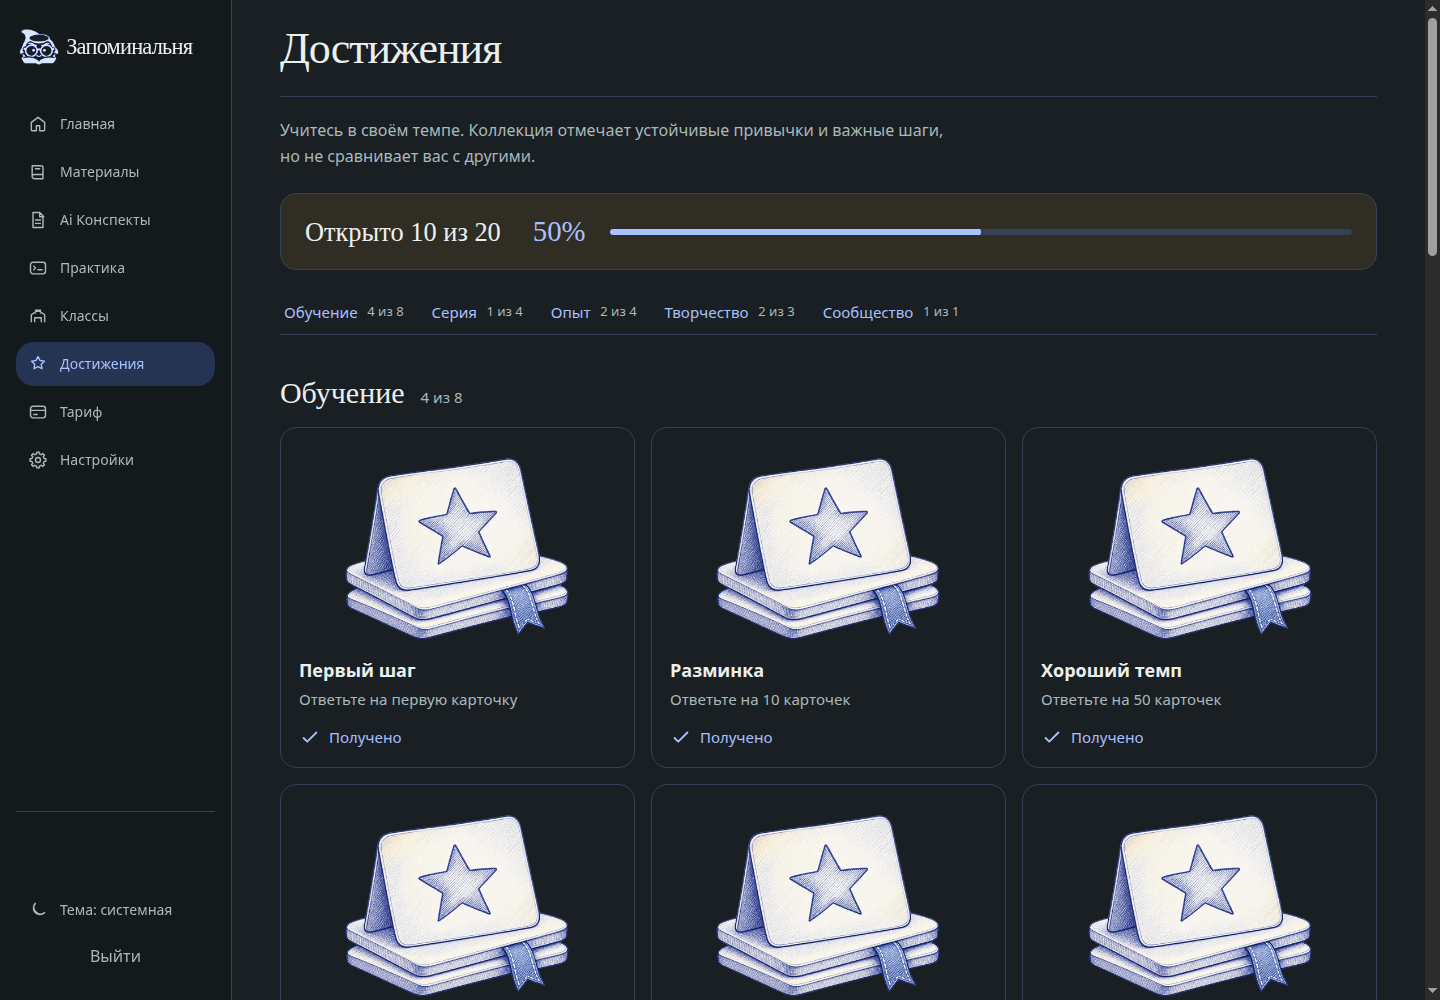 Запоминальня
Главная
Материалы
Ai Конспекты
Практика
Классы
Достижения
Тариф
Настройки
Тема: системная
Выйти
Достижения
Учитесь в своём темпе. Коллекция отмечает устойчивые привычки и важные шаги,
но не сравнивает вас с другими.
Открыто 10 из 20 50%
Обучение 4 из 8 Серия 1 из 4 Опыт 2 из 4 Творчество 2 из 3 Сообщество 1 из 1
Обучение 4 из 8
Первый шаг
Ответьте на первую карточку
Получено
Разминка
Ответьте на 10 карточек
Получено
Хороший темп
Ответьте на 50 карточек
Получено